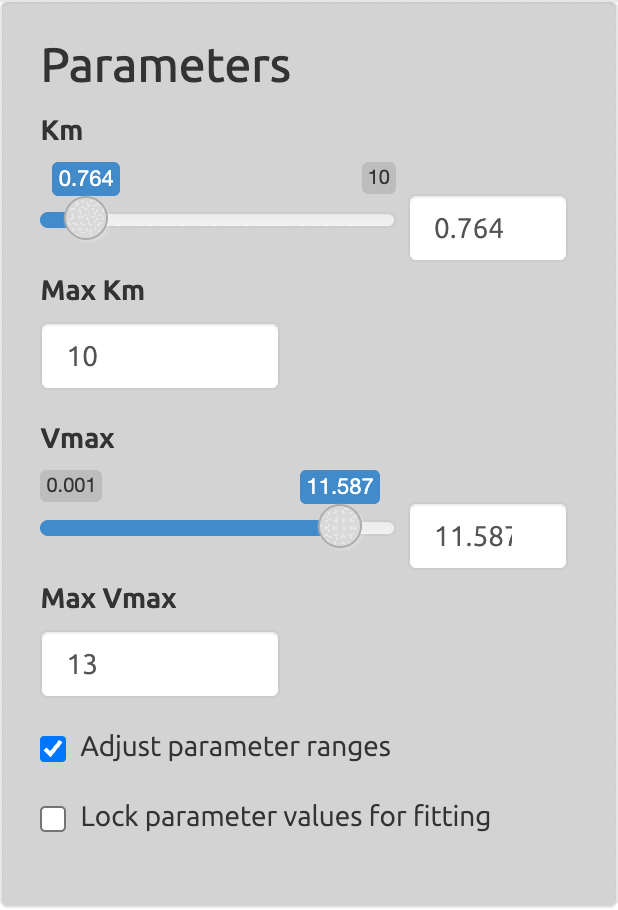 Parameters
Km
0.764 10
0.764
Max Km
10
Vmax
0.001 11.587
11.587
Max Vmax
13
Adjust parameter ranges
Lock parameter values for fitting